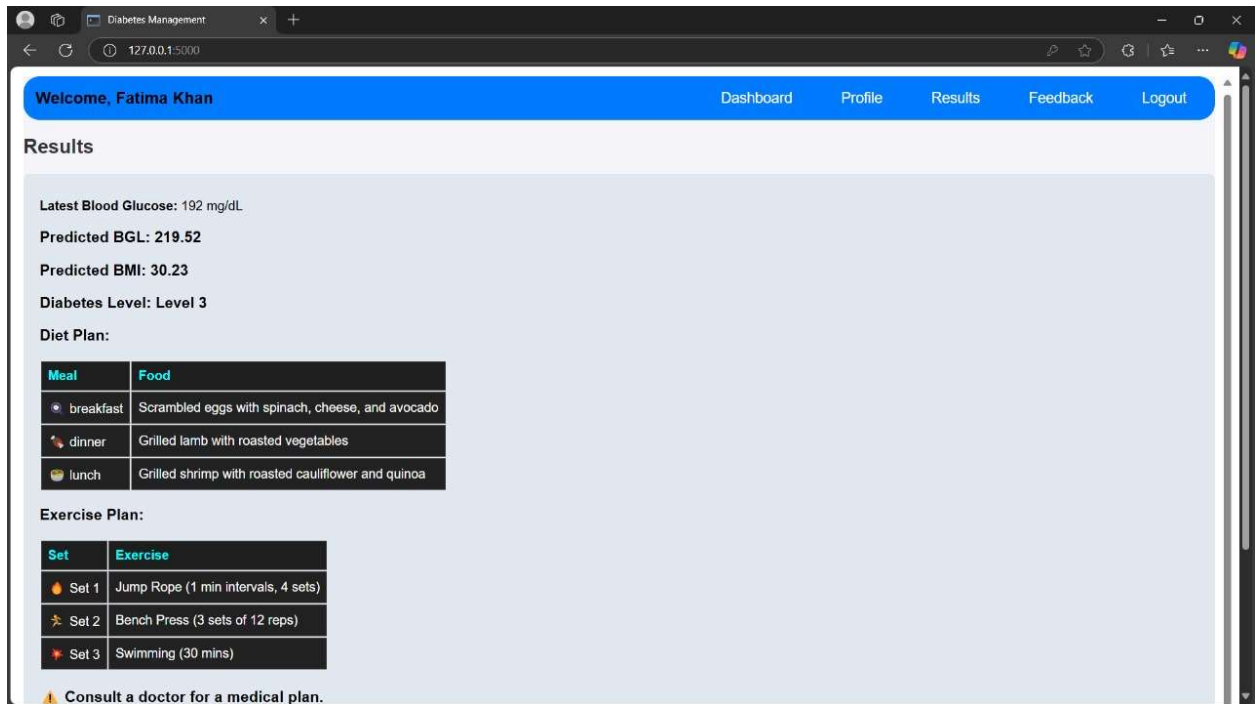 Diabetes Management
127.0.0.1:5000
Welcome, Fatima Khan Dashboard Profile Results Feedback Logout
Results
Latest Blood Glucose: 192 mg/dL
Predicted BGL: 219.52
Predicted BMI: 30.23
Diabetes Level: Level 3
Diet Plan:
Meal Food
breakfast Scrambled eggs with spinach, cheese, and avocado
dinner Grilled lamb with roasted vegetables
lunch Grilled shrimp with roasted cauliflower and quinoa
Exercise Plan:
Set Exercise
Set 1 Jump Rope (1 min intervals, 4 sets)
Set 2 Bench Press (3 sets of 12 reps)
Set 3 Swimming (30 mins)
Consult a doctor for a medical plan.